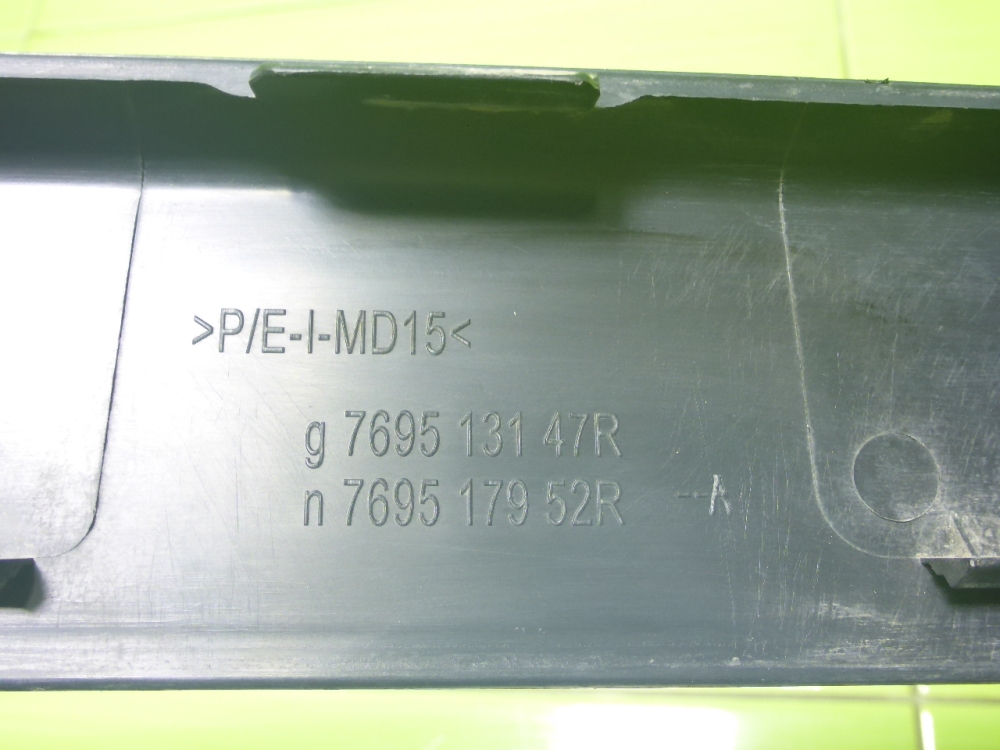 >P/E-I-MD15<
g 7695 131 47R
n 7695 179 52R --A